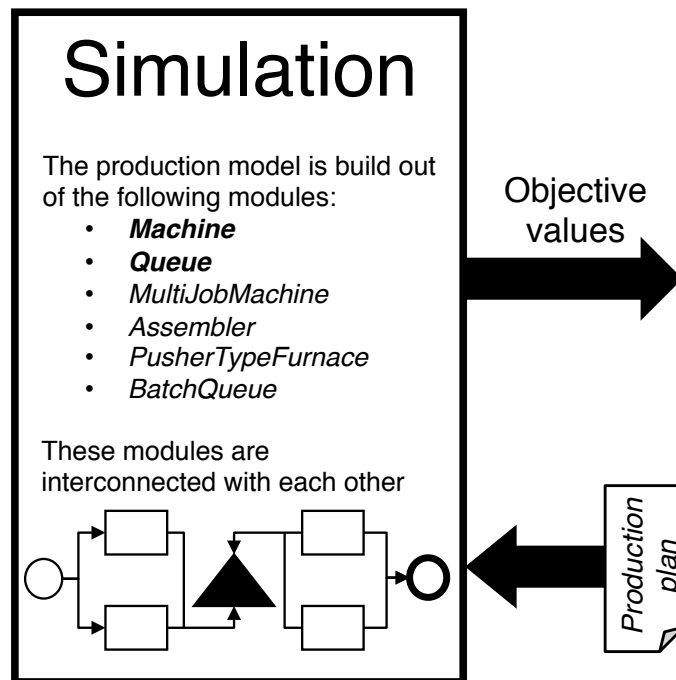 Simulation
The production model is build out
of the following modules:
• Machine
• Queue
• MultiJobMachine
• Assembler
• PusherTypeFurnace
• BatchQueue
These modules are
interconnected with each other
Objective
values
Production
plan